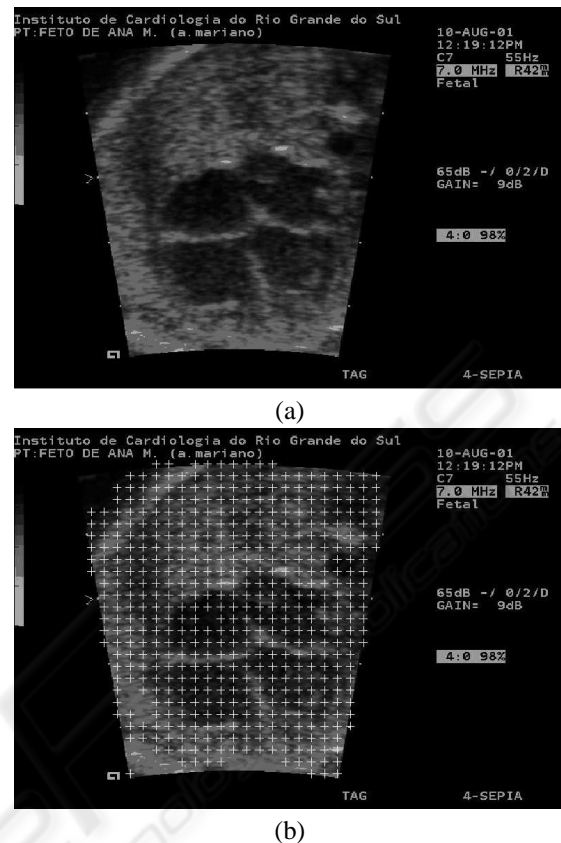 Instituto de Cardiologia do Rio Grande do Sul
PT:FETO DE ANA M. (a.mariano)
10-AUG-01
12:19:12PM
C7 55Hz
7.0 MHz R42mm
Fetal
65dB -/ 0/2/D
GAIN= 9dB
4:0 98%
TAG 4-SEPIA
(a)
Instituto de Cardiologia do Rio Grande do Sul
PT:FETO DE ANA M. (a.mariano)
10-AUG-01
12:19:12PM
C7 55Hz
7.0 MHz R42mm
Fetal
65dB -/ 0/2/D
GAIN= 9dB
4:0 98%
TAG 4-SEPIA
(b)